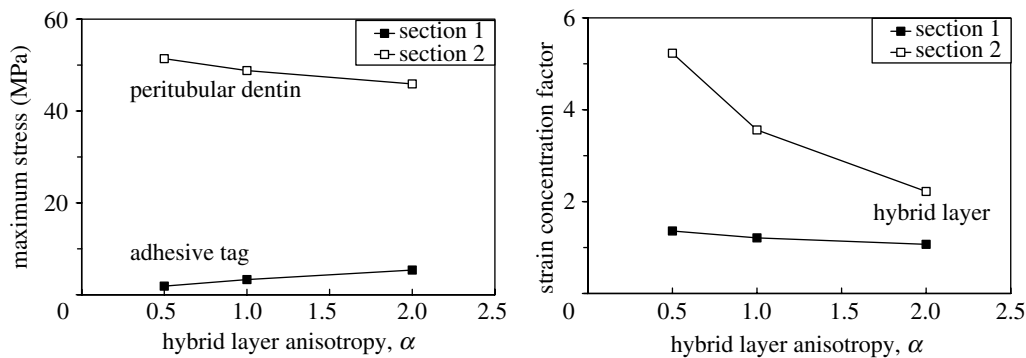 60
40
20
0
maximum stress (MPa)
section 1
section 2
peritubular dentin
adhesive tag
0.5 1.0 1.5 2.0 2.5
hybrid layer anisotropy, α
6
4
2
0
strain concentration factor
section 1
section 2
hybrid layer
0.5 1.0 1.5 2.0 2.5
hybrid layer anisotropy, α